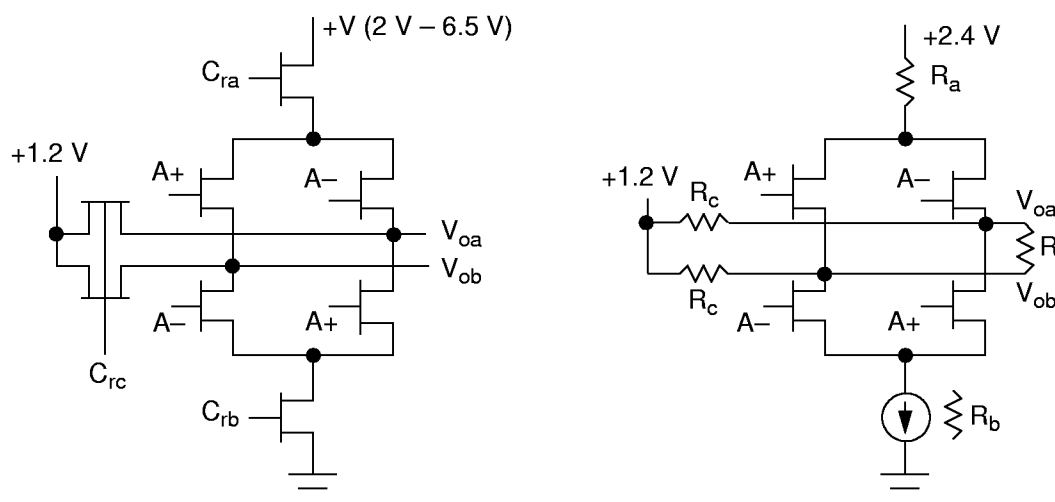 +V (2 V – 6.5 V)
C_ra
+1.2 V
A+
A–
V_oa
V_ob
A–
A+
C_rc
C_rb
+2.4 V
R_a
+1.2 V
R_c
A+
A–
V_oa
R
R_c
V_ob
A–
A+
R_b